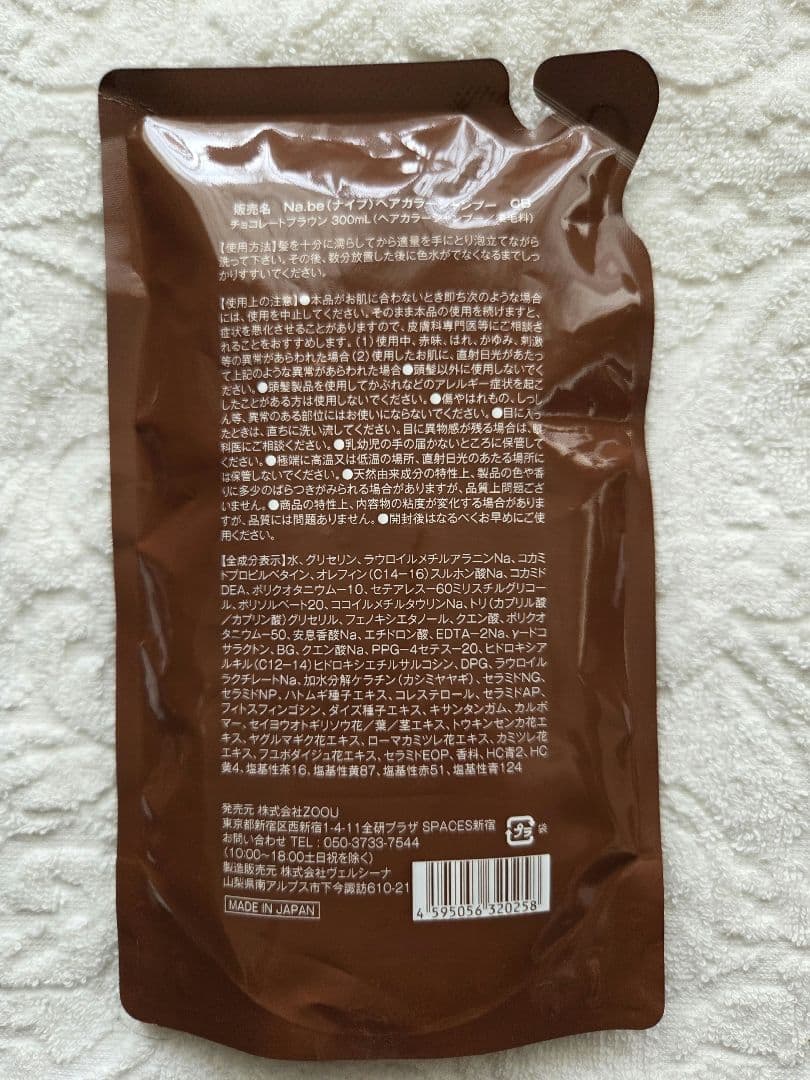 販売名 Na.be(ナイブ)ヘアカラーシャンプー CB
チョコレートブラウン 300mL(ヘアカラーシャンプー/染毛料)
【使用方法】髪を十分に濡らしてから適量を手にとり泡立てながら
洗って下さい。その後、数分放置した後に色水がでなくなるまでしっ
かりすすいでください。
【使用上の注意】●本品がお肌に合わないとき即ち次のような場合
には、使用を中止してください。そのまま本品の使用を続けますと、
症状を悪化させることがありますので、皮膚科専門医等にご相談さ
れることをおすすめします。(1)使用中、赤味、はれ、かゆみ、刺激
等の異常があらわれた場合(2)使用したお肌に、直射日光があたっ
て上記のような異常があらわれた場合●頭髪以外に使用しないでく
ださい。●頭髪製品を使用してかぶれなどのアレルギー症状を起こ
したことがある方は使用しないでください。●傷やはれもの、しっし
ん等、異常のある部位にはお使いにならないでください。●目に入っ
たときは、直ちに洗い流してください。目に異物感が残る場合は、眼
科医にご相談ください。●乳幼児の手の届かないところに保管して
ください。●極端に高温又は低温の場所、直射日光のあたる場所に
は保管しないでください。●天然由来成分の特性上、製品の色や香
りに多少のばらつきがみられる場合がありますが、品質上問題ござ
いません。●商品の特性上、内容物の粘度が変化する場合がありま
すが、品質には問題ありません。●開封後はなるべくお早めにご使
用ください。
【全成分表示】水、グリセリン、ラウロイルメチルアラニンNa、コカミ
ドプロピルベタイン、オレフィン(C14-16)スルホン酸Na、コカミド
DEA、ポリクオタニウム-10、セテアレス-60ミリスチルグリコー
ル、ポリソルベート20、ココイルメチルタウリンNa、トリ(カプリル酸
/カプリン酸)グリセリル、フェノキシエタノール、クエン酸、ポリクオ
タニウム-50、安息香酸Na、エチドロン酸、EDTA-2Na、γ-ドコ
サラクトン、BG、クエン酸Na、PPG-4セテス-20、ヒドロキシア
ルキル(C12-14)ヒドロキシエチルサルコシン、DPG、ラウロイル
ラクチレートNa、加水分解ケラチン(カシミヤヤギ)、セラミドNG、
セラミドNP、ハトムギ種子エキス、コレステロール、セラミドAP、
フィトスフィンゴシン、ダイズ種子エキス、キサンタンガム、カルボ
マー、セイヨウオトギリソウ花/葉/茎エキス、トウキンセンカ花エ
キス、ヤグルマギク花エキス、ローマカミツレ花エキス、カミツレ花
エキス、フユボダイジュ花エキス、セラミドEOP、香料、HC青2、HC
黄4、塩基性茶16、塩基性黄87、塩基性赤51、塩基性青124
発売元 株式会社ZOOU
東京都新宿区西新宿1-4-11全研プラザ SPACES新宿
お問い合わせ TEL:050-3733-7544
(10:00~18:00土日祝を除く)
製造販売元 株式会社ヴェルシーナ
山梨県南アルプス市下今諏訪610-21
MADE IN JAPAN
プラ 袋
4 595056 320258